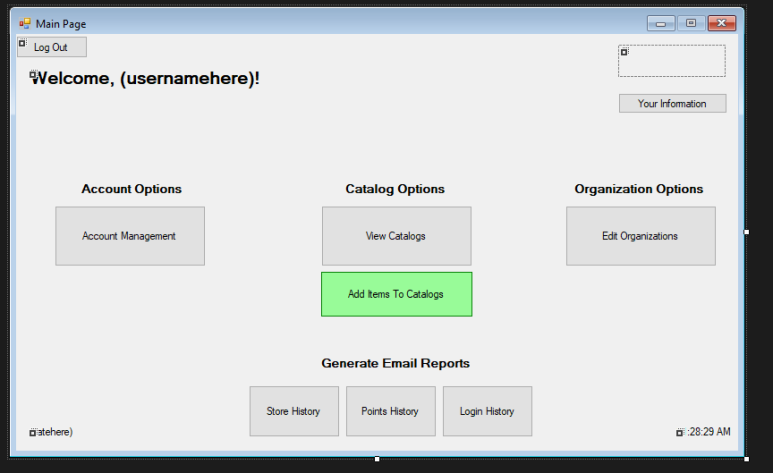 Main Page
Log Out
Welcome, (usernamehere)!
Your Information
Account Options
Catalog Options
Organization Options
Account Management
View Catalogs
Edit Organizations
Add Items To Catalogs
Generate Email Reports
Store History
Points History
Login History
atehere)
:28:29 AM